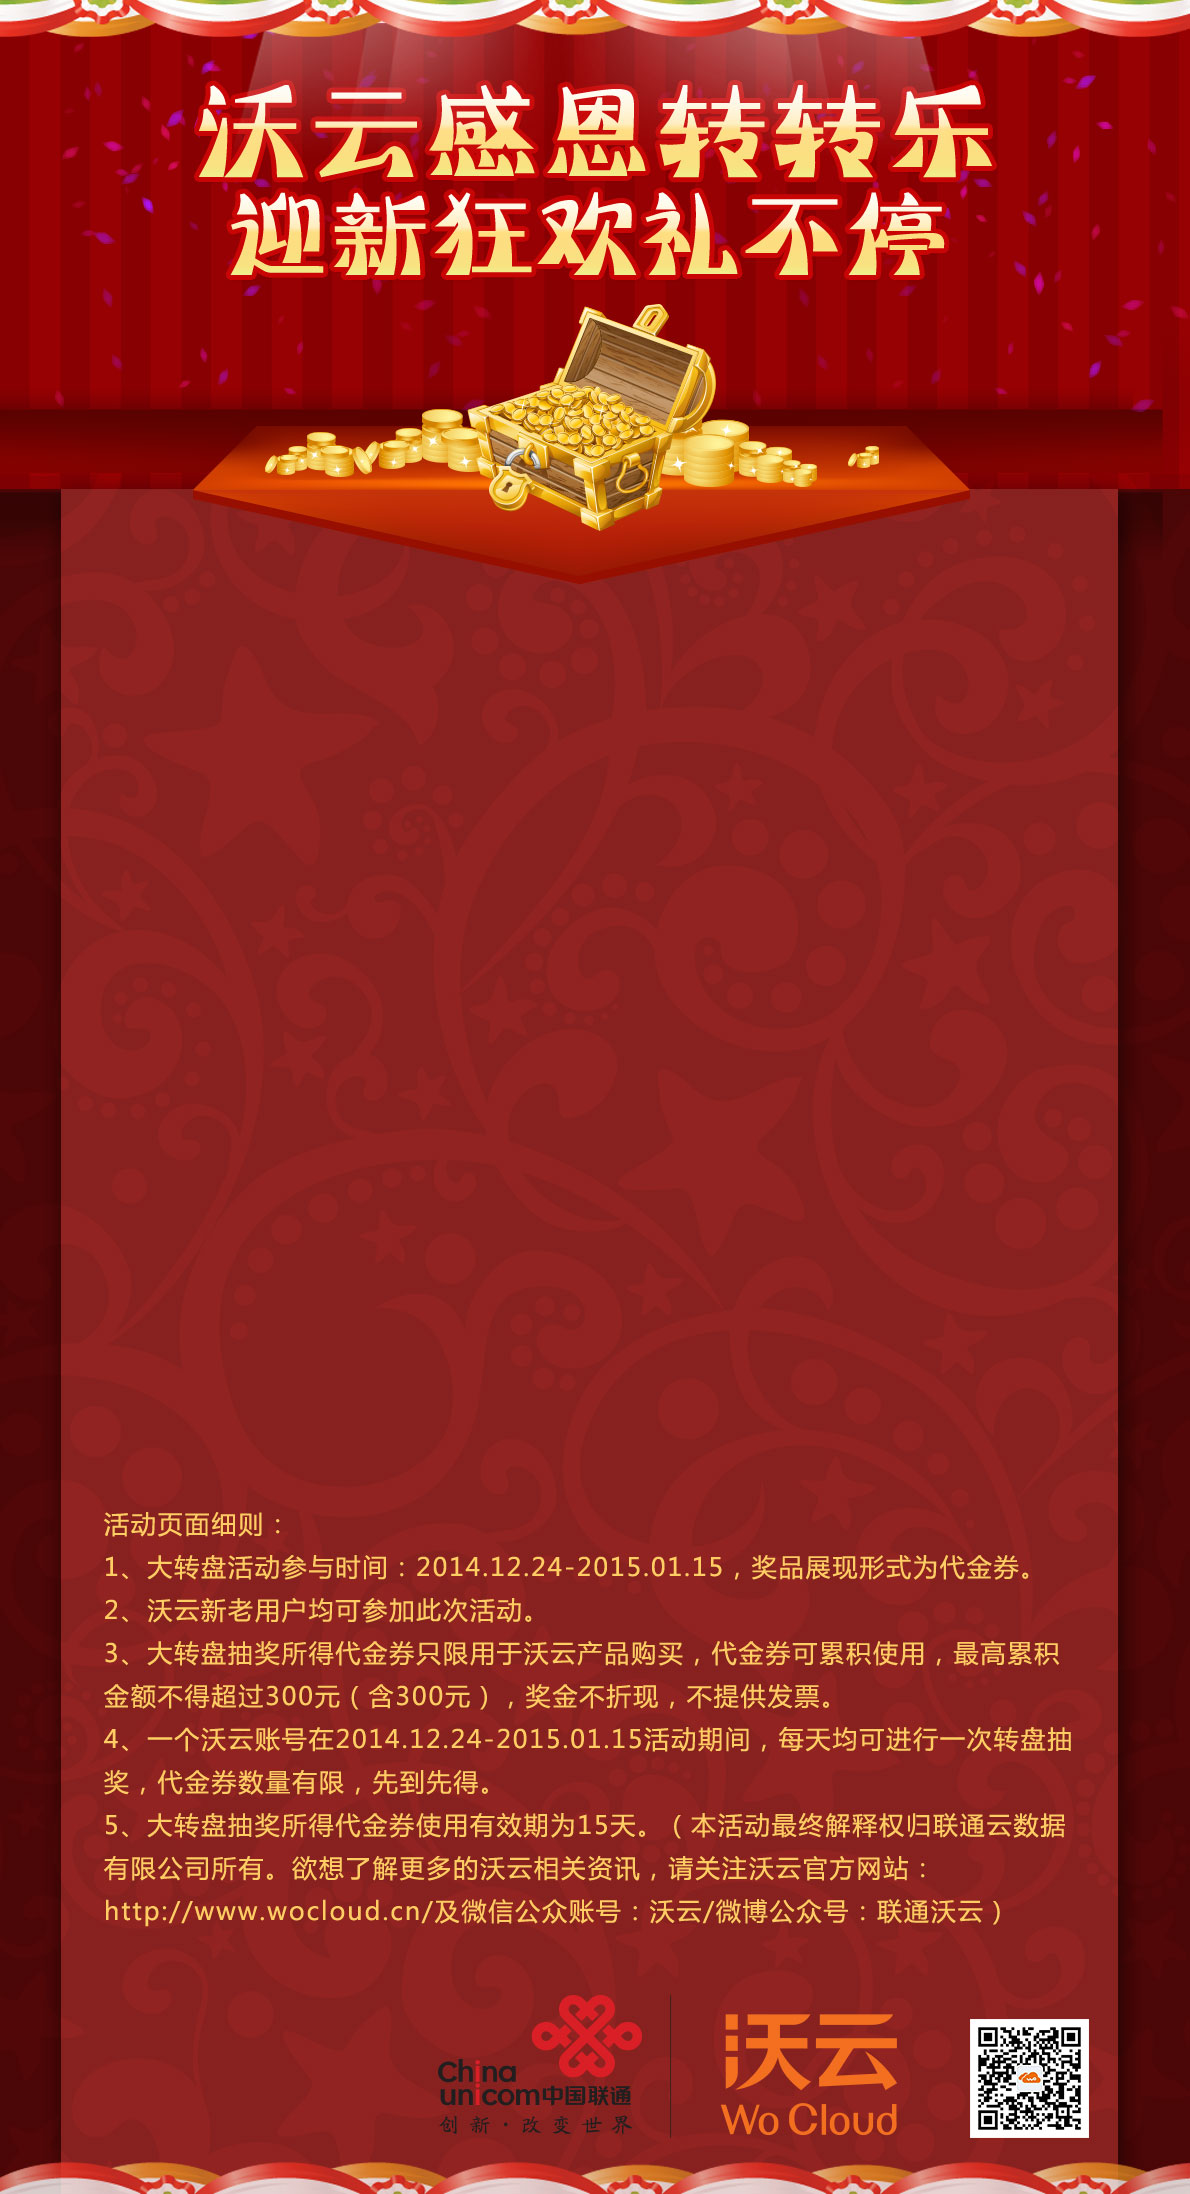 沃云感恩转转乐
迎新狂欢礼不停
活动页面细则：
1、大转盘活动参与时间：2014.12.24-2015.01.15，奖品展现形式为代金券。
2、沃云新老用户均可参加此次活动。
3、大转盘抽奖所得代金券只限用于沃云产品购买，代金券可累积使用，最高累积
金额不得超过300元（含300元），奖金不折现，不提供发票。
4、一个沃云账号在2014.12.24-2015.01.15活动期间，每天均可进行一次转盘抽
奖，代金券数量有限，先到先得。
5、大转盘抽奖所得代金券使用有效期为15天。（本活动最终解释权归联通云数据
有限公司所有。欲想了解更多的沃云相关资讯，请关注沃云官方网站：
http://www.wocloud.cn/及微信公众账号：沃云/微博公众号：联通沃云）
China
unicom中国联通
创新·改变世界
沃云
Wo Cloud